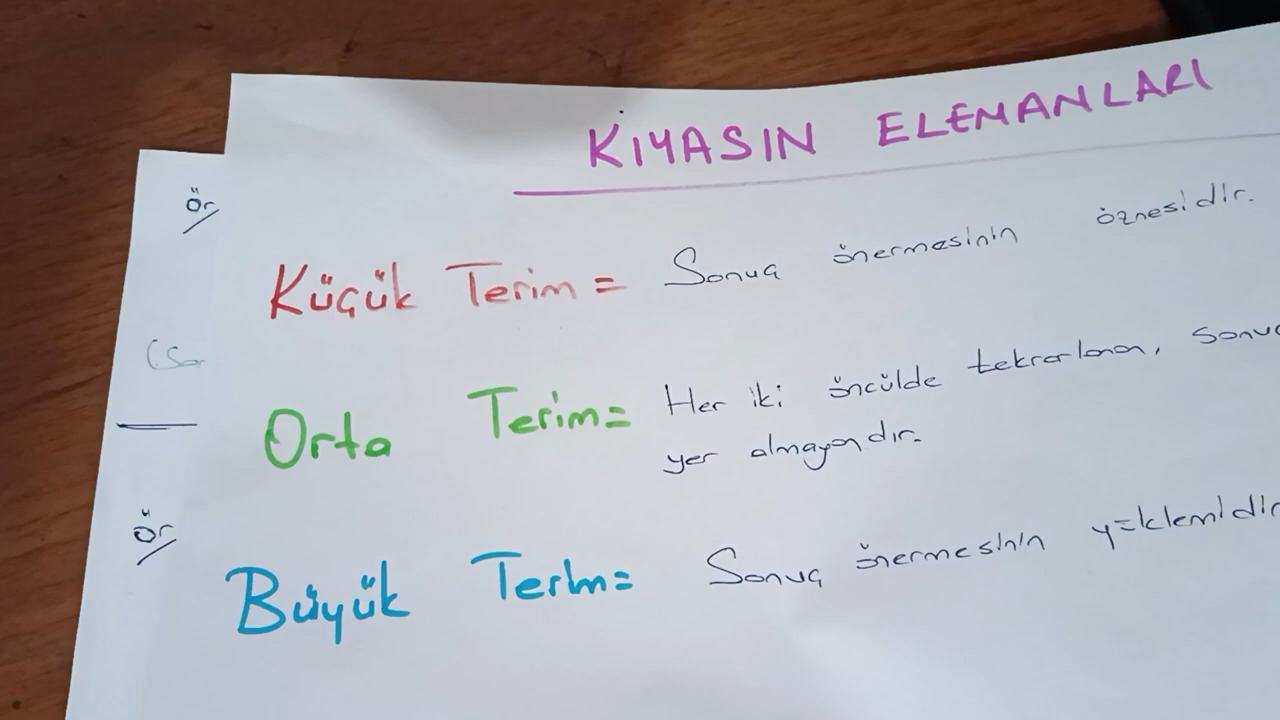 KIYASIN ELEMANLARI
Ör
Küçük Terim = Sonuç önermesinin öznesidir.
Orta Terim = Her iki öncülde tekrarlanan,
yer almayandır.
Ör
Büyük Terim = Sonuç önermesinin yüklemidir